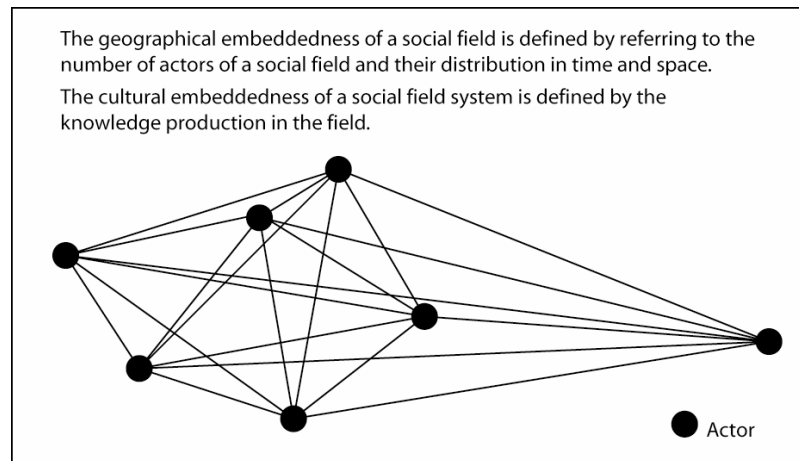 The geographical embeddedness of a social field is defined by referring to the
number of actors of a social field and their distribution in time and space.
The cultural embeddedness of a social field system is defined by the
knowledge production in the field.
Actor